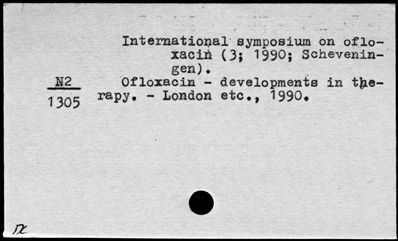 International symposium on oflo-
xacin (3; 1990; Schevenin-
gen).
N2 Ofloxacin - developments in the-
1305 rapy. - London etc., 1990.